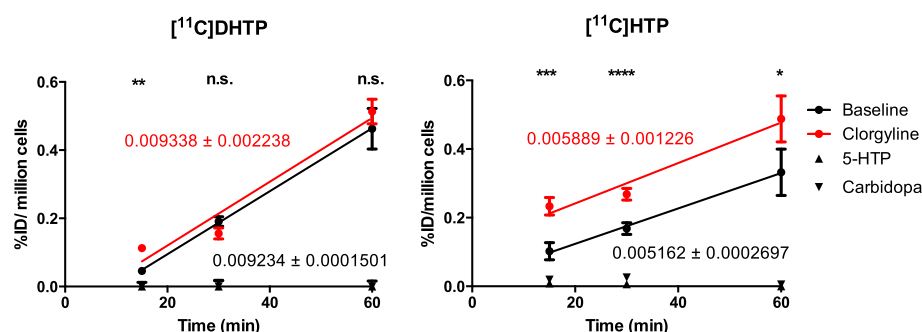 [¹¹C]DHTP
** n.s. n.s.
%ID/ million cells
0.6
0.4
0.2
0.0
0.009338 ± 0.002238
0.009234 ± 0.0001501
0 20 40 60
Time (min)
[¹¹C]HTP
*** **** *
%ID/million cells
0.6
0.4
0.2
0.0
0.005889 ± 0.001226
0.005162 ± 0.0002697
0 20 40 60
Time (min)
Baseline
Clorgyline
5-HTP
Carbidopa